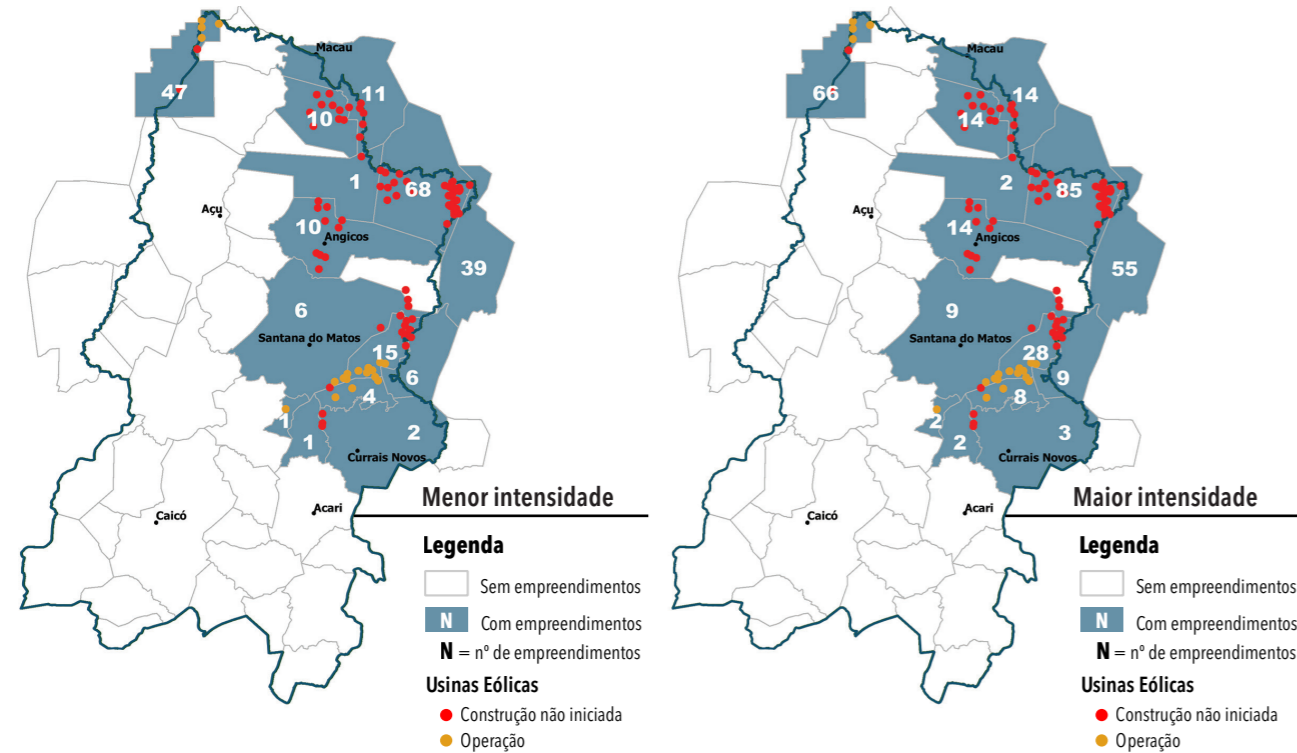 Macau
47
11
10
1
68
Açu
10
Angicos
39
6
Santana do Matos
15
6
4
1
1
2
Currais Novos
Menor intensidade
Caicó
Acari
Legenda
Sem empreendimentos
N Com empreendimentos
N = nº de empreendimentos
Usinas Eólicas
Construção não iniciada
Operação
Macau
66
14
14
2
85
Açu
14
Angicos
55
9
Santana do Matos
28
9
8
2
2
3
Currais Novos
Maior intensidade
Caicó
Acari
Legenda
Sem empreendimentos
N Com empreendimentos
N = nº de empreendimentos
Usinas Eólicas
Construção não iniciada
Operação